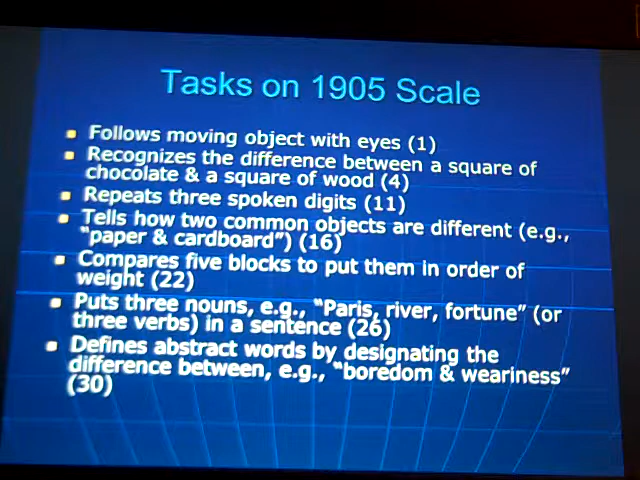 Tasks on 1905 Scale
Follows moving object with eyes (1)
Recognizes the difference between a square of
chocolate & a square of wood (4)
Repeats three spoken digits (11)
Tells how two common objects are different (e.g.,
“paper & cardboard”) (16)
Compares five blocks to put them in order of
weight (22)
Puts three nouns, e.g., “Paris, river, fortune” (or
three verbs) in a sentence (26)
Defines abstract words by designating the
difference between, e.g., “boredom & weariness”
(30)